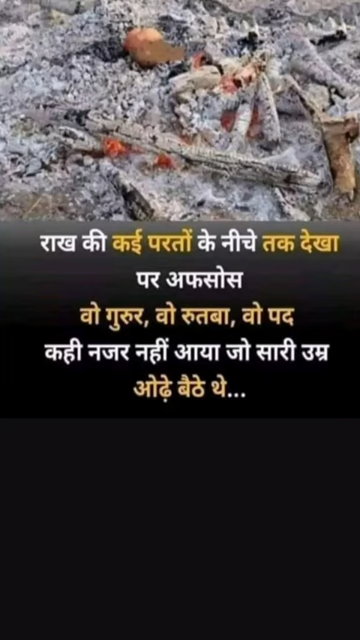 राख की कई परतों के नीचे तक देखा
पर अफसोस
वो गुरुर, वो रुतबा, वो पद
कही नजर नहीं आया जो सारी उम्र
ओढ़े बैठे थे...